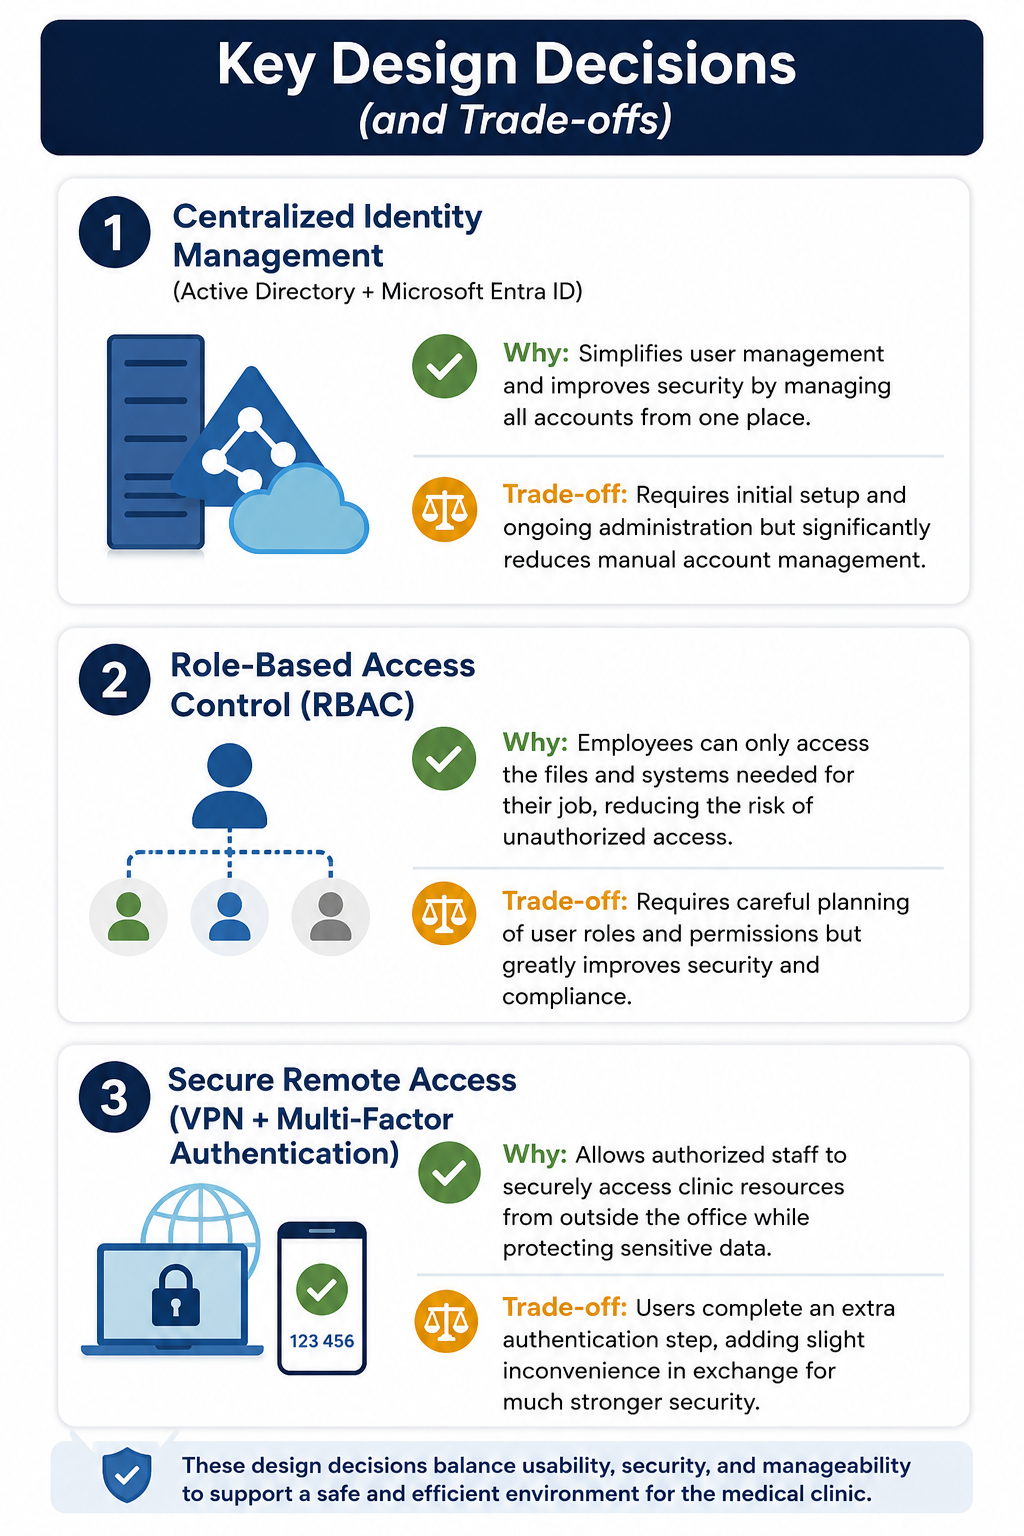 Key Design Decisions
(and Trade-offs)
1
Centralized Identity
Management
(Active Directory + Microsoft Entra ID)
Why: Simplifies user management
and improves security by managing
all accounts from one place.
Trade-off: Requires initial setup and
ongoing administration but significantly
reduces manual account management.
2
Role-Based Access
Control (RBAC)
Why: Employees can only access
the files and systems needed for
their job, reducing the risk of
unauthorized access.
Trade-off: Requires careful planning
of user roles and permissions but
greatly improves security and
compliance.
3
Secure Remote Access
(VPN + Multi-Factor
Authentication)
Why: Allows authorized staff to
securely access clinic resources
from outside the office while
protecting sensitive data.
123 456
Trade-off: Users complete an extra
authentication step, adding slight
inconvenience in exchange for
much stronger security.
These design decisions balance usability, security, and manageability
to support a safe and efficient environment for the medical clinic.